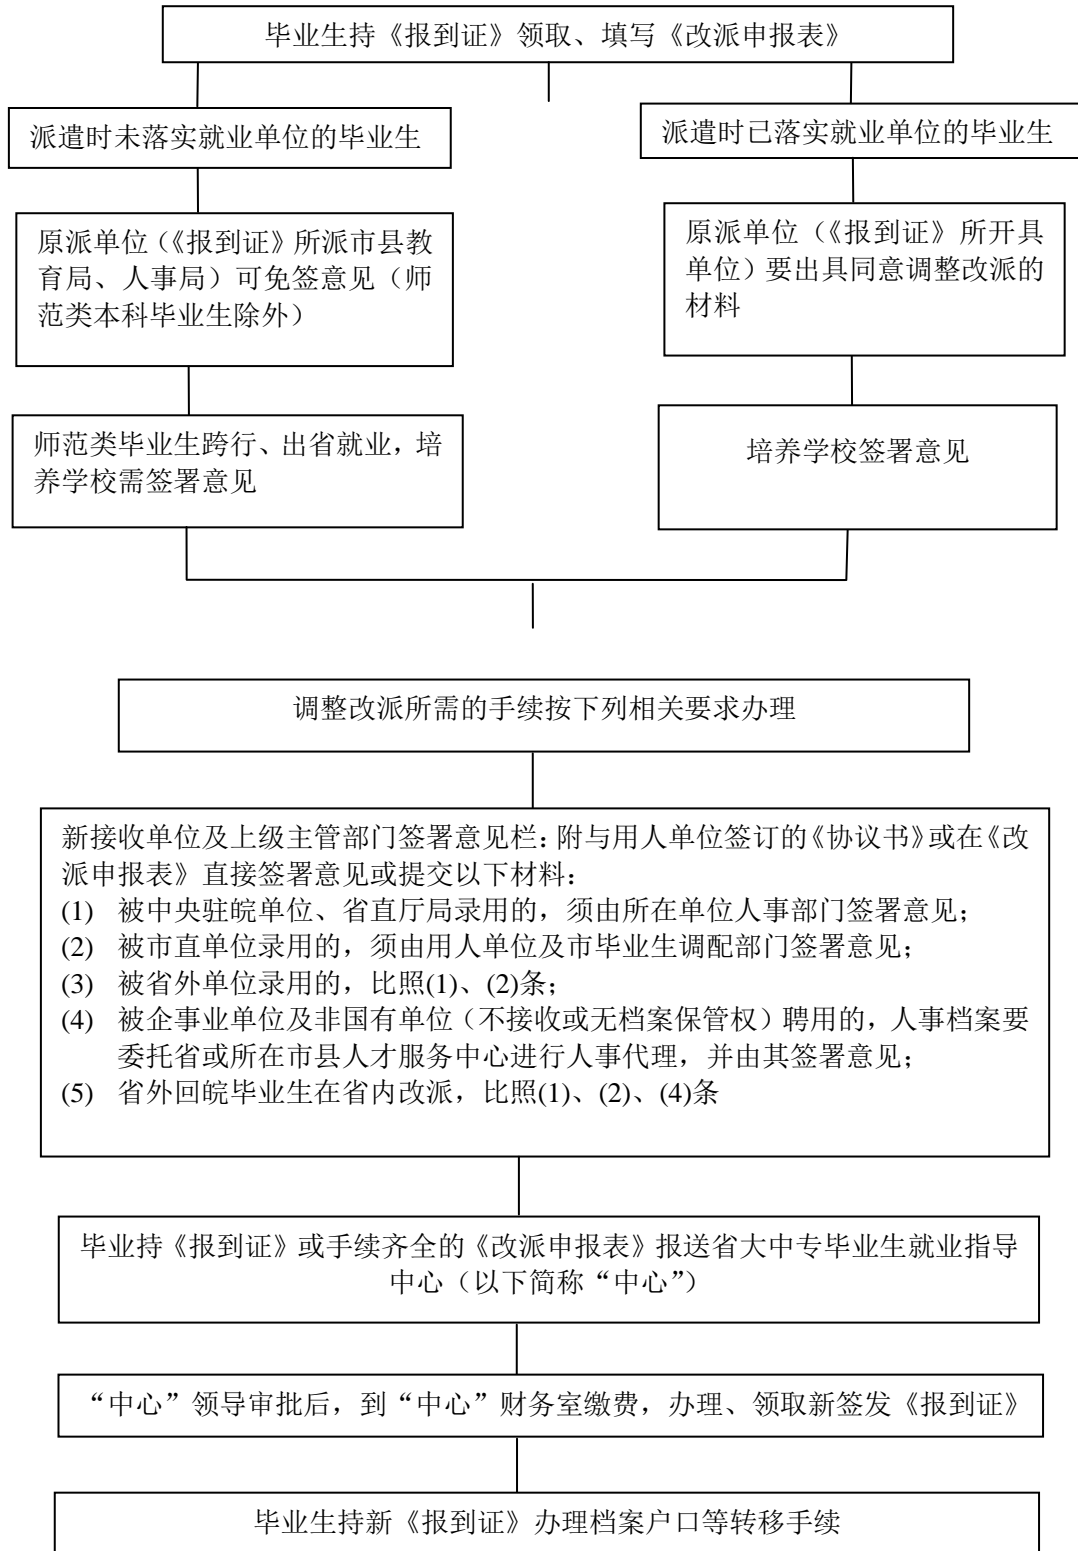 毕业生持《报到证》领取、填写《改派申报表》
派遣时未落实就业单位的毕业生
派遣时已落实就业单位的毕业生
原派单位（《报到证》所派市县教
育局、人事局）可免签意见（师
范类本科毕业生除外）
原派单位（《报到证》所开具
单位）要出具同意调整改派的
材料
师范类毕业生跨行、出省就业，培
养学校需签署意见
培养学校签署意见
调整改派所需的手续按下列相关要求办理
新接收单位及上级主管部门签署意见栏：附与用人单位签订的《协议书》或在《改
派申报表》直接签署意见或提交以下材料：
(1) 被中央驻皖单位、省直厅局录用的，须由所在单位人事部门签署意见；
(2) 被市直单位录用的，须由用人单位及市毕业生调配部门签署意见；
(3) 被省外单位录用的，比照(1)、(2)条；
(4) 被企事业单位及非国有单位（不接收或无档案保管权）聘用的，人事档案要
委托省或所在市县人才服务中心进行人事代理，并由其签署意见；
(5) 省外回皖毕业生在省内改派，比照(1)、(2)、(4)条
毕业持《报到证》或手续齐全的《改派申报表》报送省大中专毕业生就业指导
中心（以下简称“中心”）
“中心”领导审批后，到“中心”财务室缴费，办理、领取新签发《报到证》
毕业生持新《报到证》办理档案户口等转移手续